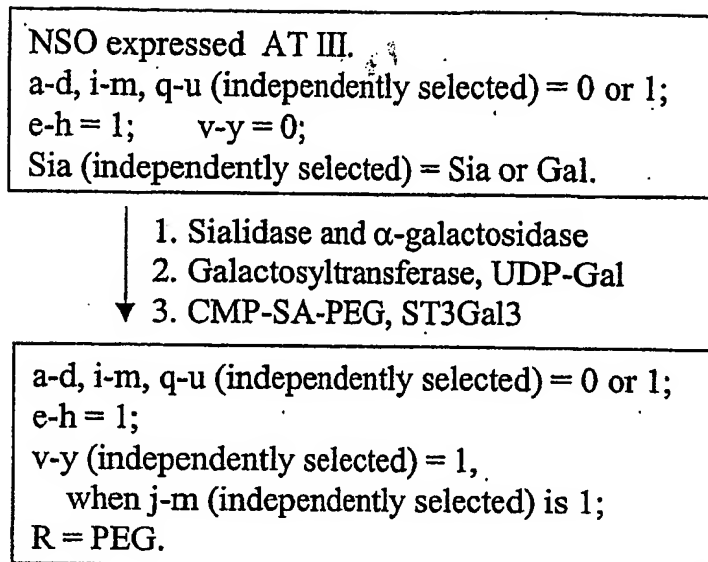 NSO expressed AT III.
a-d, i-m, q-u (independently selected) = 0 or 1;
e-h = 1; v-y = 0;
Sia (independently selected) = Sia or Gal.
1. Sialidase and α-galactosidase
2. Galactosyltransferase, UDP-Gal
3. CMP-SA-PEG, ST3Gal3
a-d, i-m, q-u (independently selected) = 0 or 1;
e-h = 1;
v-y (independently selected) = 1,
when j-m (independently selected) is 1;
R = PEG.